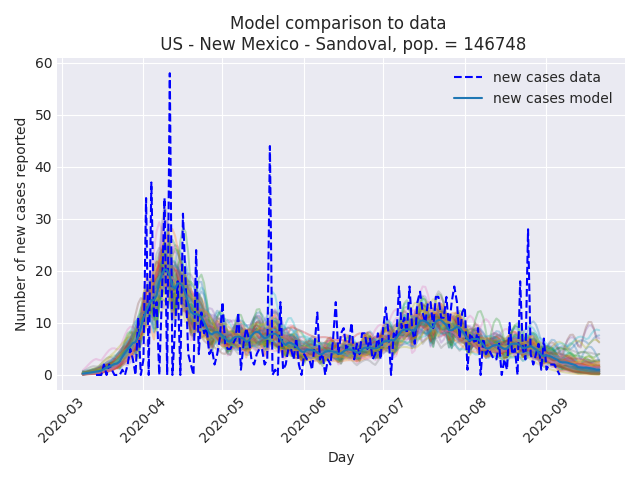 Model comparison to data
US - New Mexico - Sandoval, pop. = 146748
new cases data
new cases model
Number of new cases reported
60
50
40
30
20
10
0
2020-03
2020-04
2020-05
2020-06
2020-07
2020-08
2020-09
Day